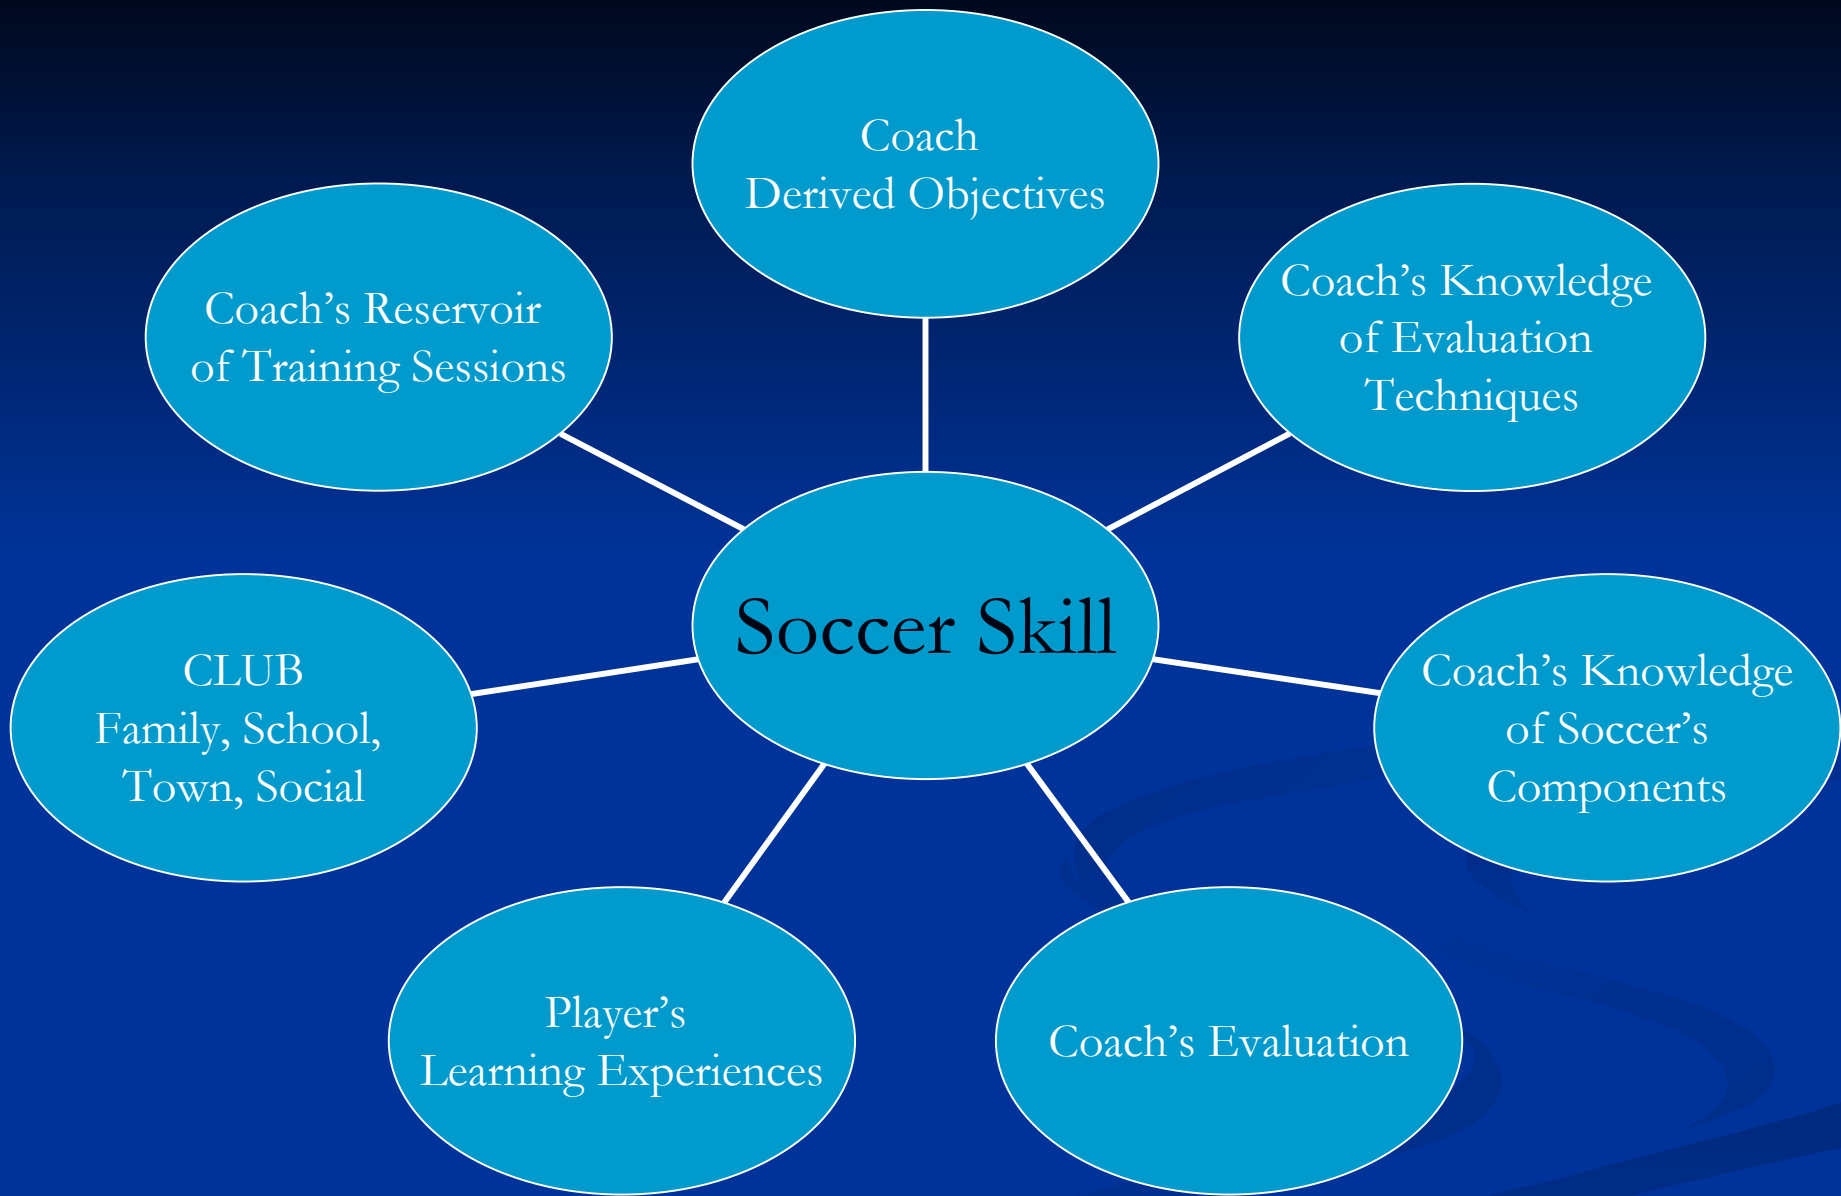 Coach
Derived Objectives
Coach’s Reservoir
of Training Sessions
Coach’s Knowledge
of Evaluation
Techniques
Soccer Skill
CLUB
Family, School,
Town, Social
Coach’s Knowledge
of Soccer’s
Components
Player’s
Learning Experiences
Coach’s Evaluation